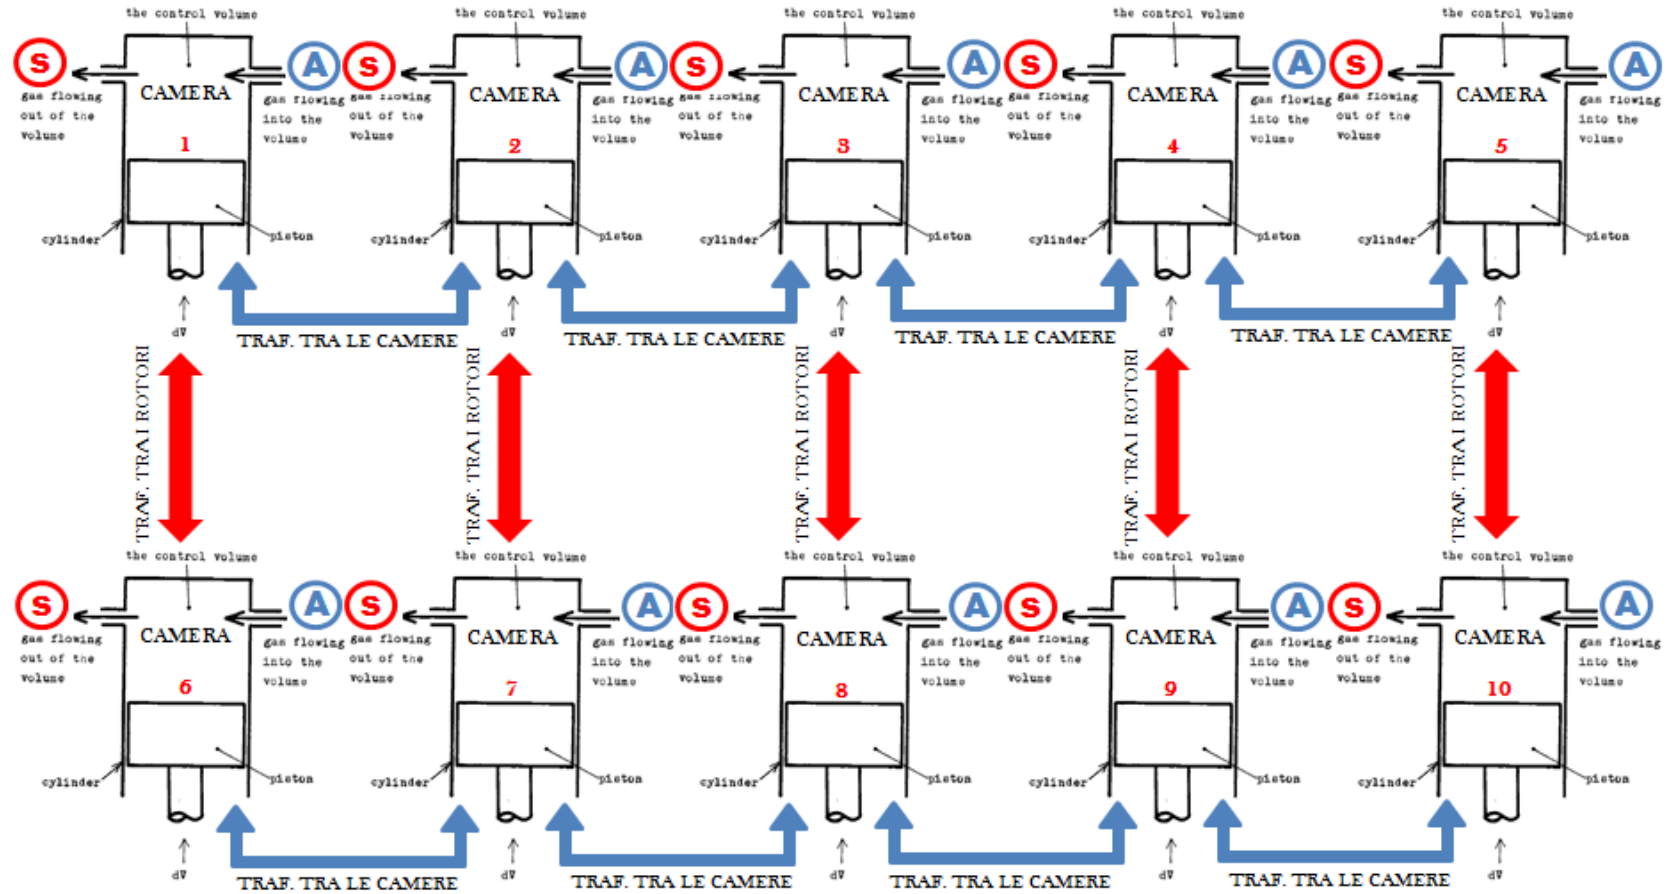 the control volume
the control volume
the control volume
the control volume
the control volume
S
A
S
A
S
A
S
A
S
A
CAMERA
CAMERA
CAMERA
CAMERA
CAMERA
gas flowing
out of the
volume
gas flowing
into the
volume
gas flowing
out of the
volume
gas flowing
into the
volume
gas flowing
out of the
volume
gas flowing
into the
volume
gas flowing
out of the
volume
gas flowing
into the
volume
gas flowing
out of the
volume
gas flowing
into the
volume
1
2
3
4
5
cylinder
piston
cylinder
piston
cylinder
piston
cylinder
piston
cylinder
piston
dV
dV
dV
dV
dV
TRAF. TRA LE CAMERE
TRAF. TRA LE CAMERE
TRAF. TRA LE CAMERE
TRAF. TRA LE CAMERE
TRAF. TRA I ROTORI
TRAF. TRA I ROTORI
TRAF. TRA I ROTORI
TRAF. TRA I ROTORI
TRAF. TRA I ROTORI
the control volume
the control volume
the control volume
the control volume
the control volume
S
A
S
A
S
A
S
A
S
A
CAMERA
CAMERA
CAMERA
CAMERA
CAMERA
gas flowing
out of the
volume
gas flowing
into the
volume
gas flowing
out of the
volume
gas flowing
into the
volume
gas flowing
out of the
volume
gas flowing
into the
volume
gas flowing
out of the
volume
gas flowing
into the
volume
gas flowing
out of the
volume
gas flowing
into the
volume
6
7
8
9
10
cylinder
piston
cylinder
piston
cylinder
piston
cylinder
piston
cylinder
piston
dV
dV
dV
dV
dV
TRAF. TRA LE CAMERE
TRAF. TRA LE CAMERE
TRAF. TRA LE CAMERE
TRAF. TRA LE CAMERE